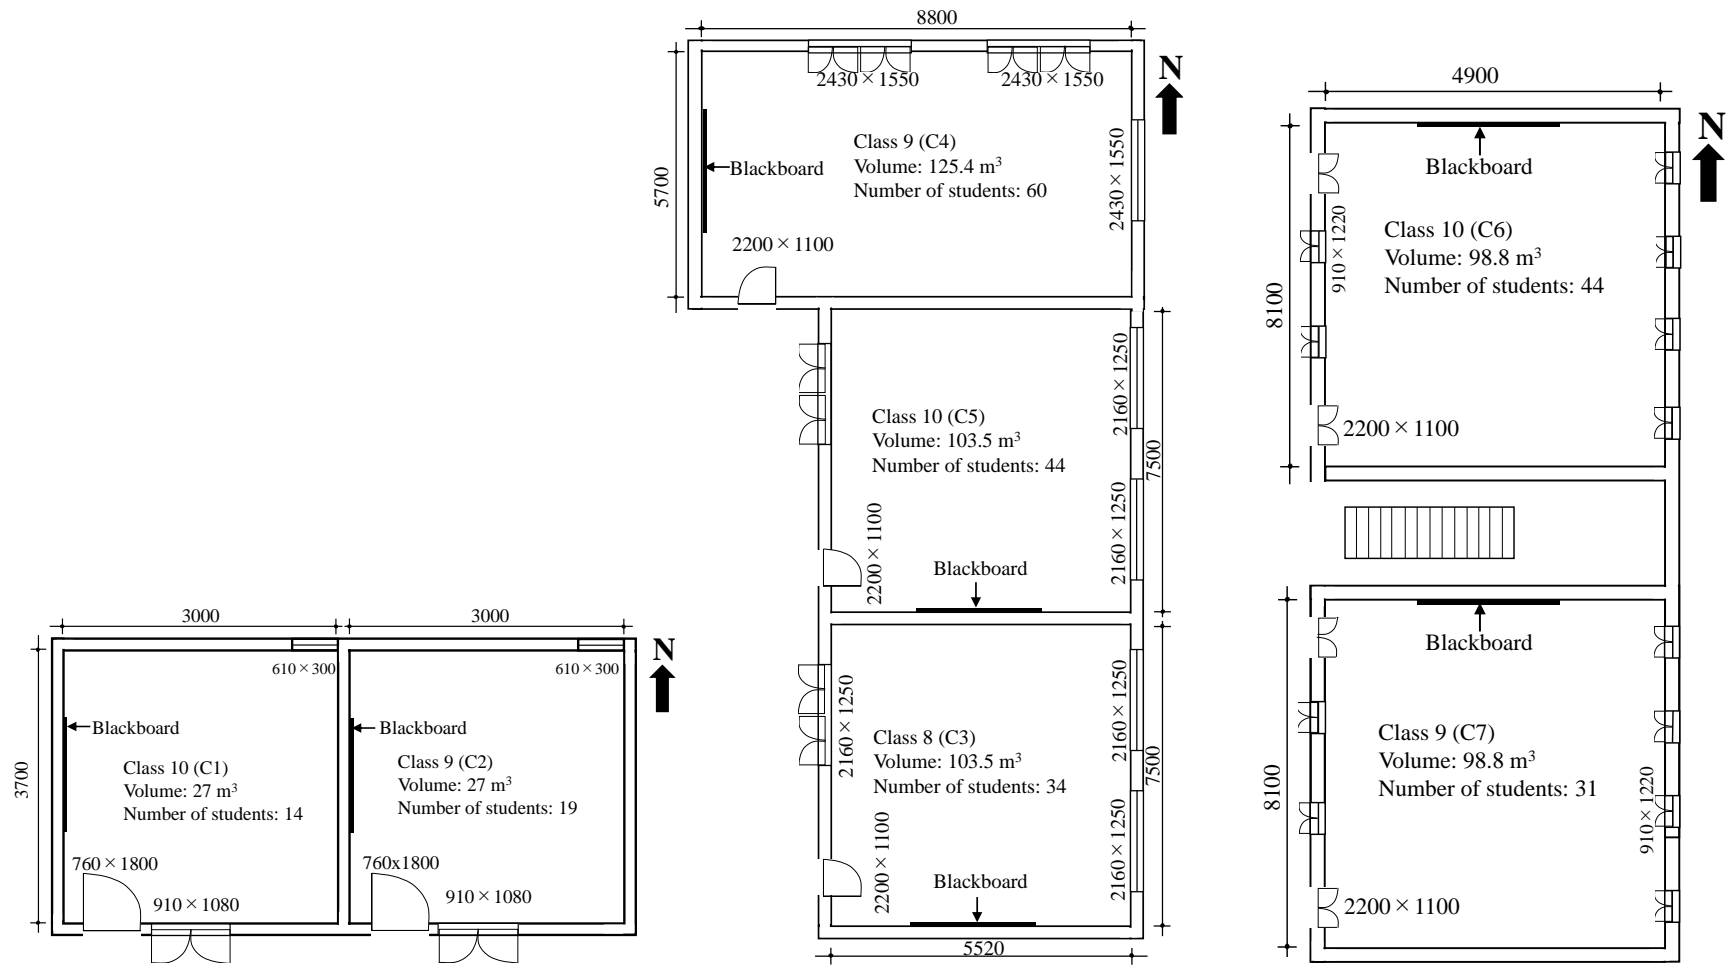 8800
2430×1550
2430×1550
N
Class 9 (C4)
Volume: 125.4 m³
Number of students: 60
Blackboard
2430×1550
5700
2200×1100
2160×1250
Class 10 (C5)
Volume: 103.5 m³
Number of students: 44
7500
2160×1250
2200×1100
Blackboard
2160×1250
2160×1250
Class 8 (C3)
Volume: 103.5 m³
Number of students: 34
7500
2160×1250
2200×1100
Blackboard
5520
3000
3000
610×300
610×300
N
Blackboard
Blackboard
Class 10 (C1)
Volume: 27 m³
Number of students: 14
Class 9 (C2)
Volume: 27 m³
Number of students: 19
3700
760×1800
760x1800
910×1080
910×1080
4900
N
Blackboard
910×1220
Class 10 (C6)
Volume: 98.8 m³
Number of students: 44
8100
2200×1100
Blackboard
Class 9 (C7)
Volume: 98.8 m³
Number of students: 31
8100
910×1220
2200×1100